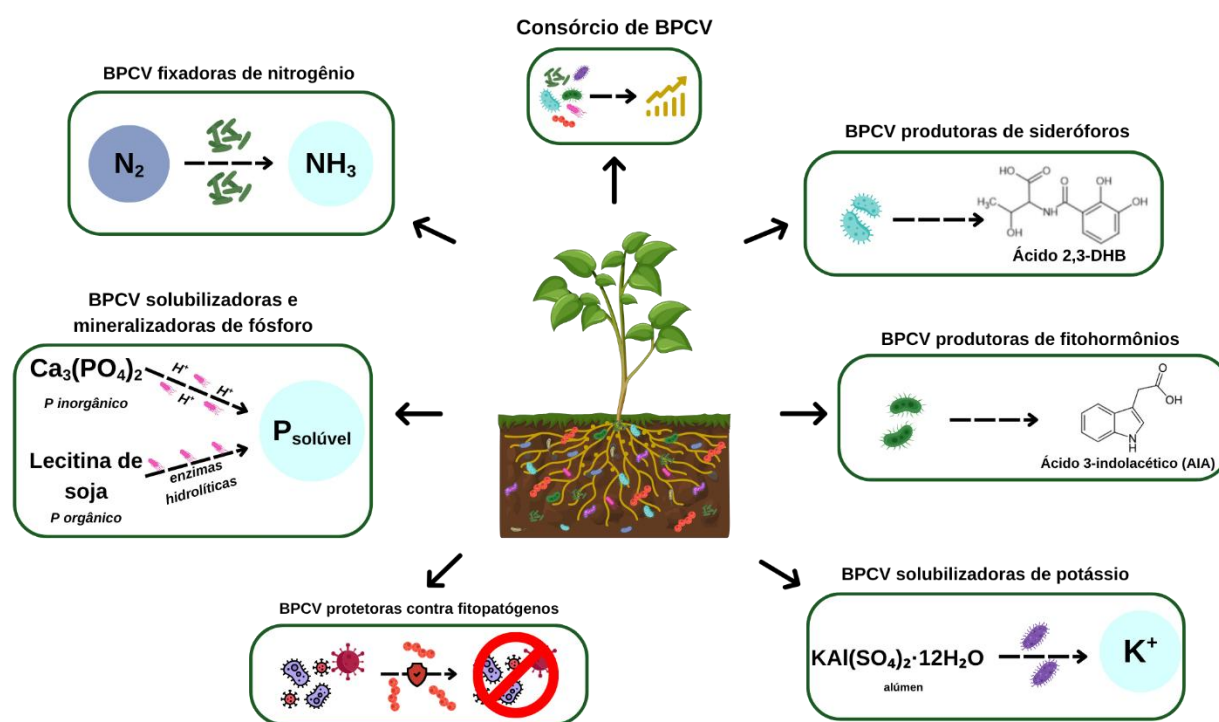 Consórcio de BPCV
BPCV fixadoras de nitrogênio
N₂
NH₃
BPCV produtoras de sideróforos
HO
O
O
OH
OH
H₃C
NH
OH
Ácido 2,3-DHB
BPCV solubilizadoras e
mineralizadoras de fósforo
Ca₃(PO₄)₂
H⁺
H⁺
H⁺
P inorgânico
P solúvel
Lecitina de
soja
enzimas
hidrolíticas
P orgânico
BPCV produtoras de fitohormônios
O
OH
N
H
Ácido 3-indolacético (AIA)
BPCV protetoras contra fitopatógenos
BPCV solubilizadoras de potássio
KAl(SO₄)₂·12H₂O
K⁺
alúmen